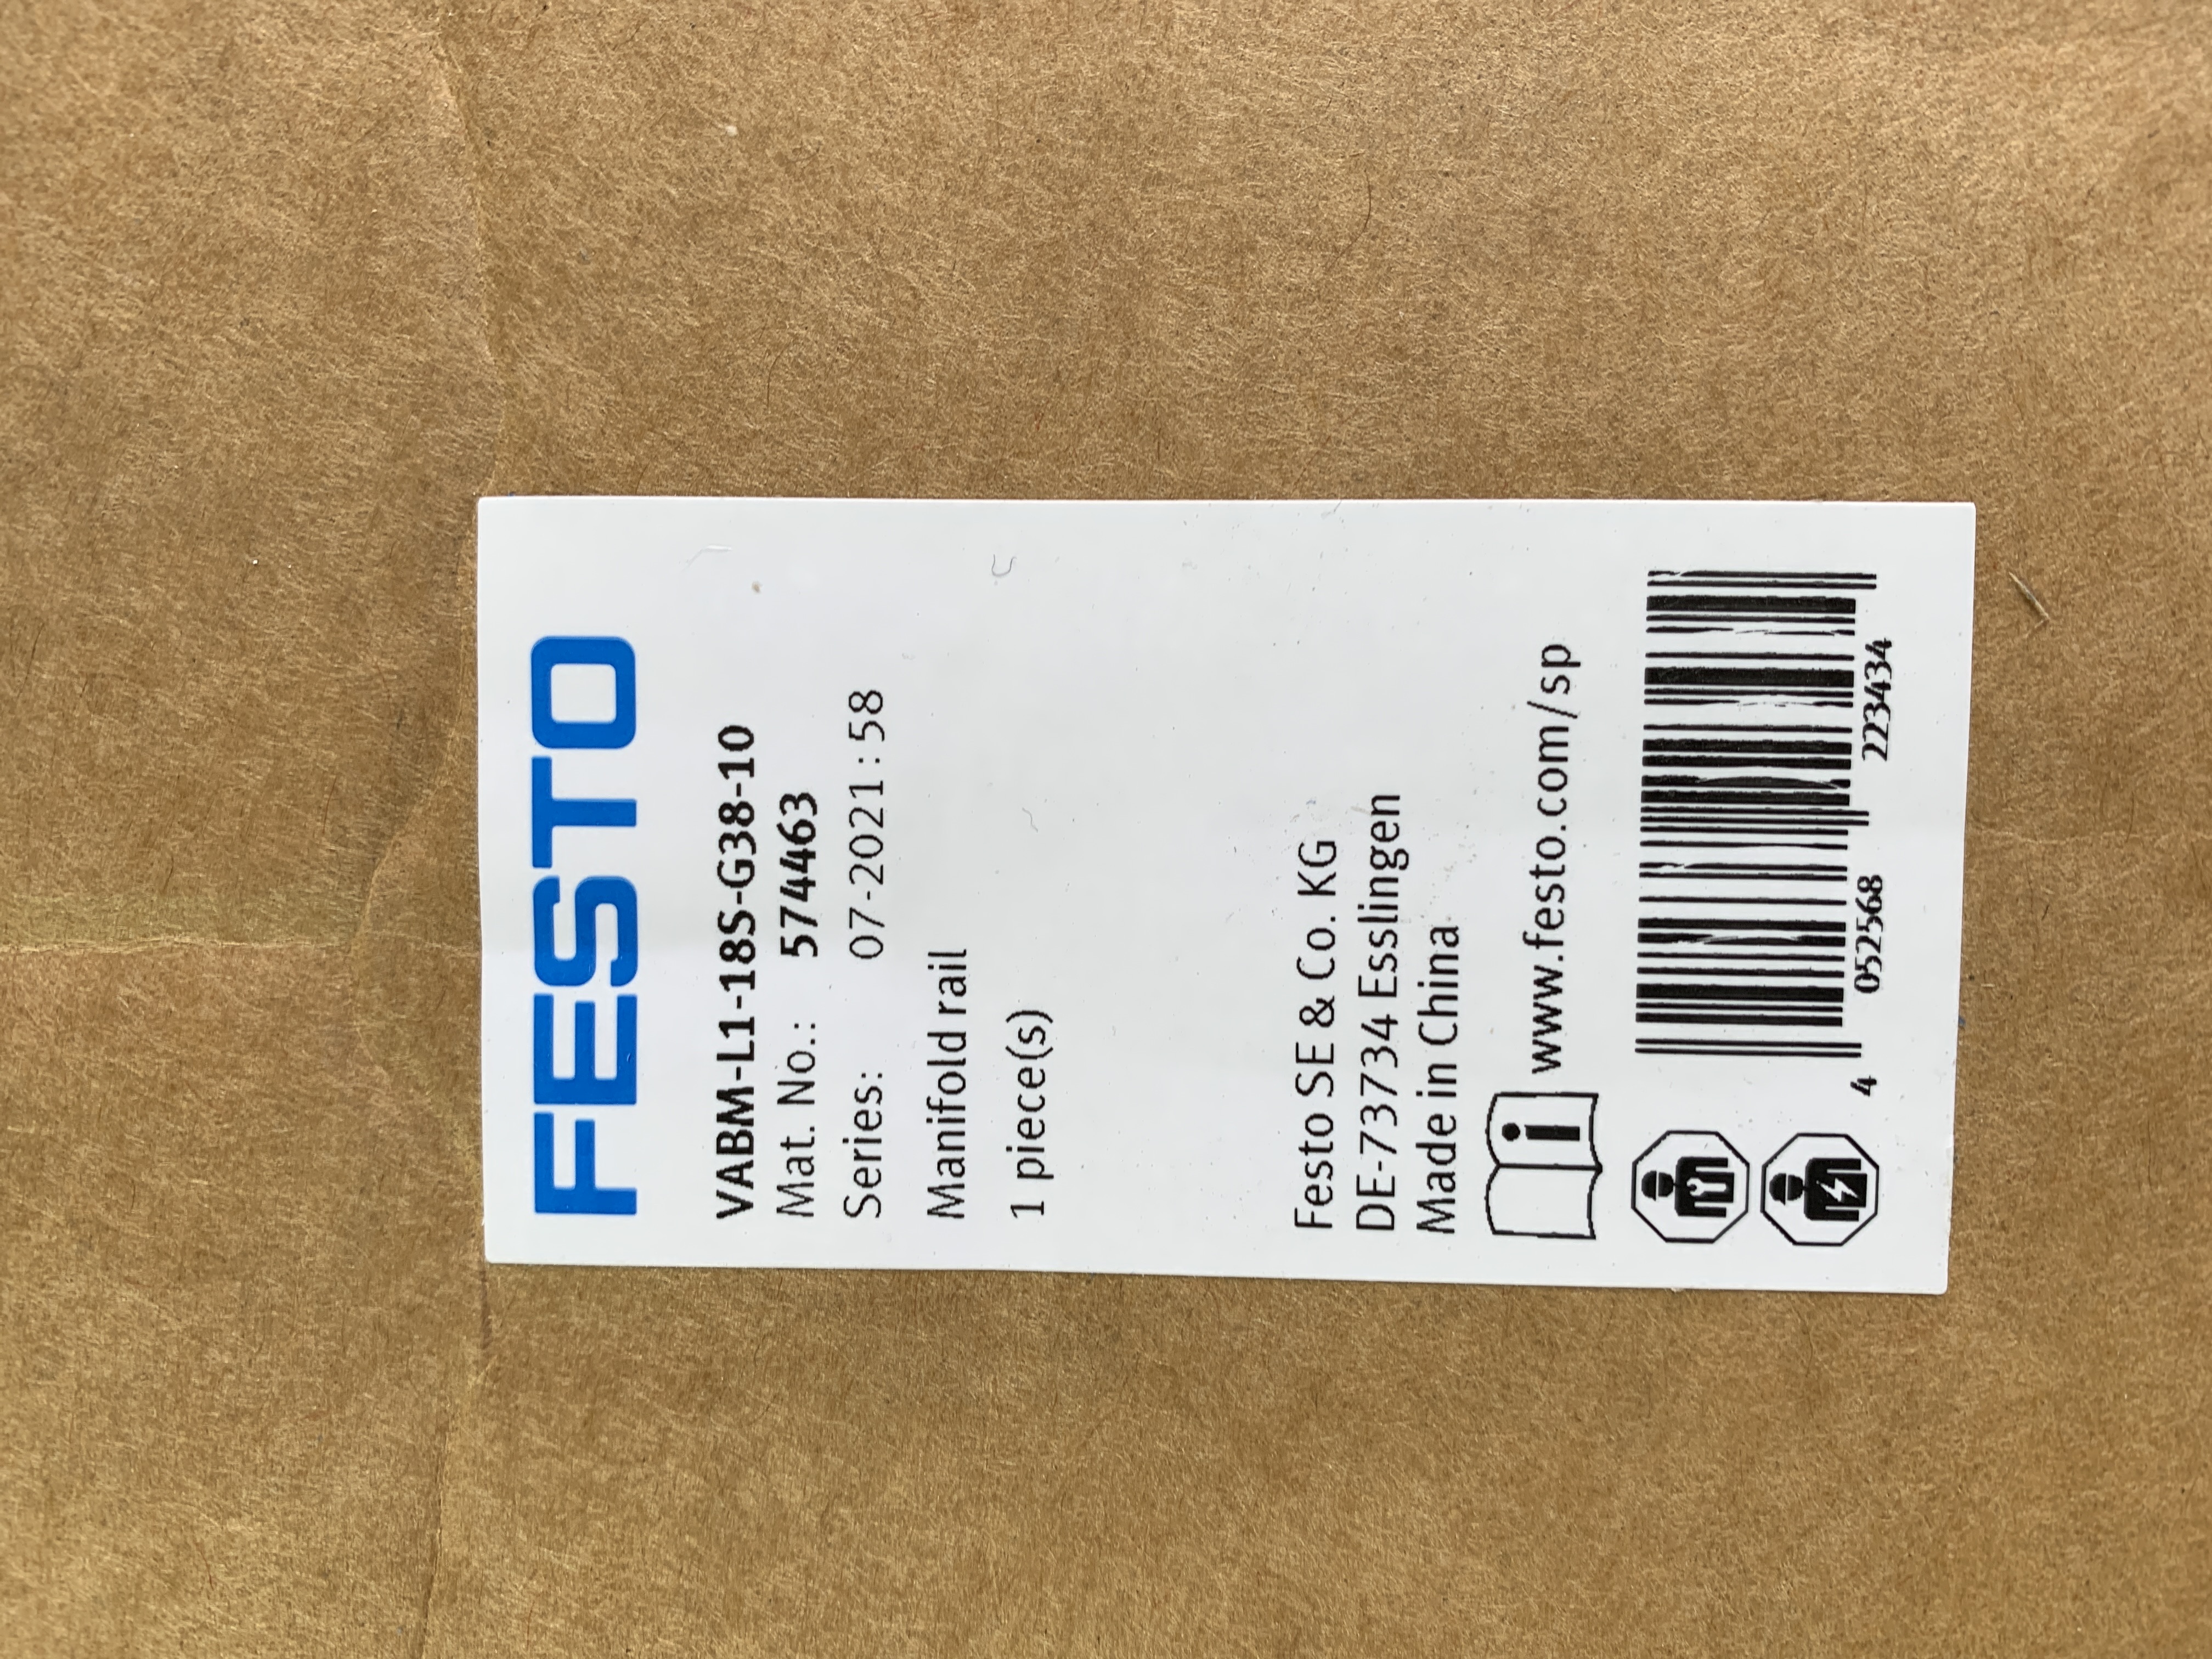 FESTO
VABM-L1-18S-G38-10
Mat. No.: 574463
Series: 07-2021:58
Manifold rail
1 piece(s)
Festo SE & Co. KG
DE-73734 Esslingen
Made in China
i www.festo.com/sp
4 052568 223434